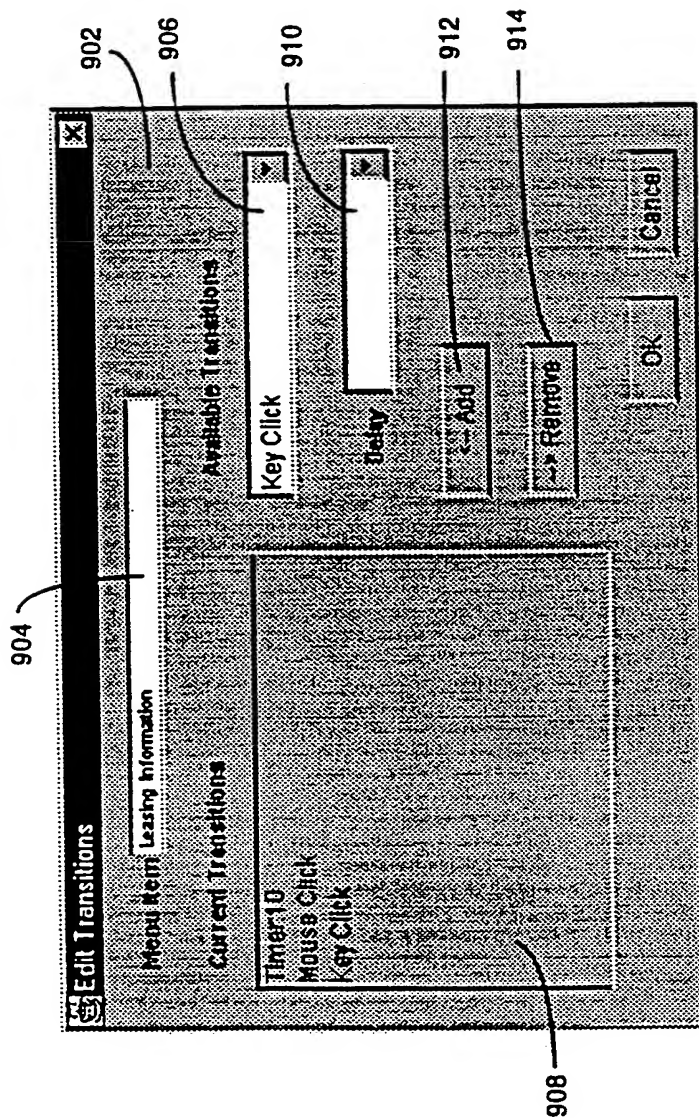 904
Edit Transitions
902
Menu Item Leasing Information
Current Transitions
Available Transitions
906
Timer10
Mouse Click
Key Click
Key Click
Delay
910
<-- Add
912
--> Remove
914
908
OK
Cancel